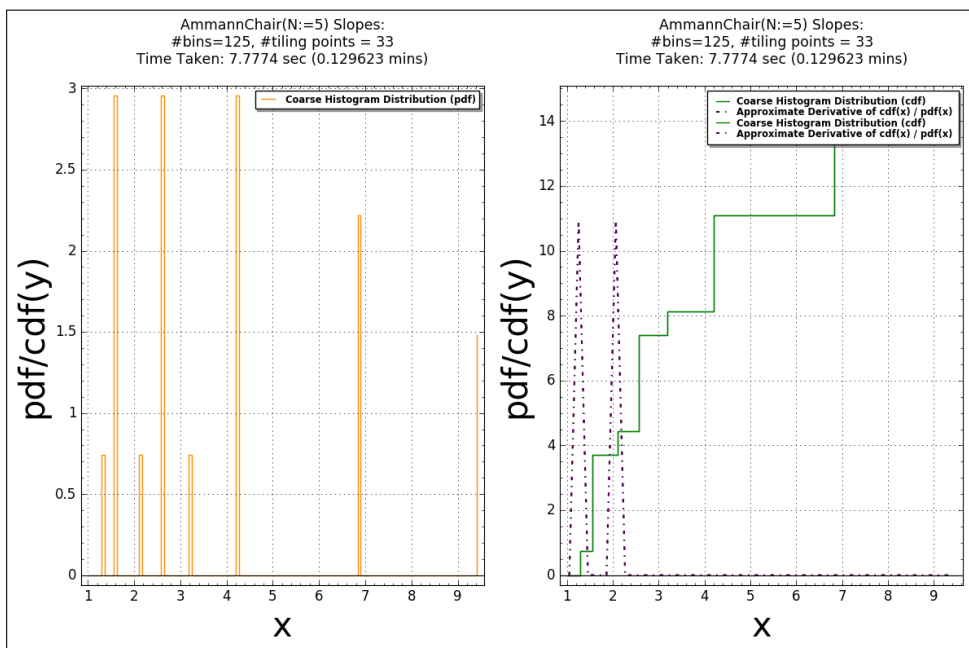 AmmannChair(N:=5) Slopes:
#bins=125, #tiling points = 33
Time Taken: 7.7774 sec (0.129623 mins)
Coarse Histogram Distribution (pdf)
3
2.5
2
1.5
1
0.5
0
pdf/cdf(y)
1 2 3 4 5 6 7 8 9
x
AmmannChair(N:=5) Slopes:
#bins=125, #tiling points = 33
Time Taken: 7.7774 sec (0.129623 mins)
Coarse Histogram Distribution (cdf)
Approximate Derivative of cdf(x) / pdf(x)
Coarse Histogram Distribution (cdf)
Approximate Derivative of cdf(x) / pdf(x)
14
12
10
8
6
4
2
0
pdf/cdf(y)
1 2 3 4 5 6 7 8 9
x